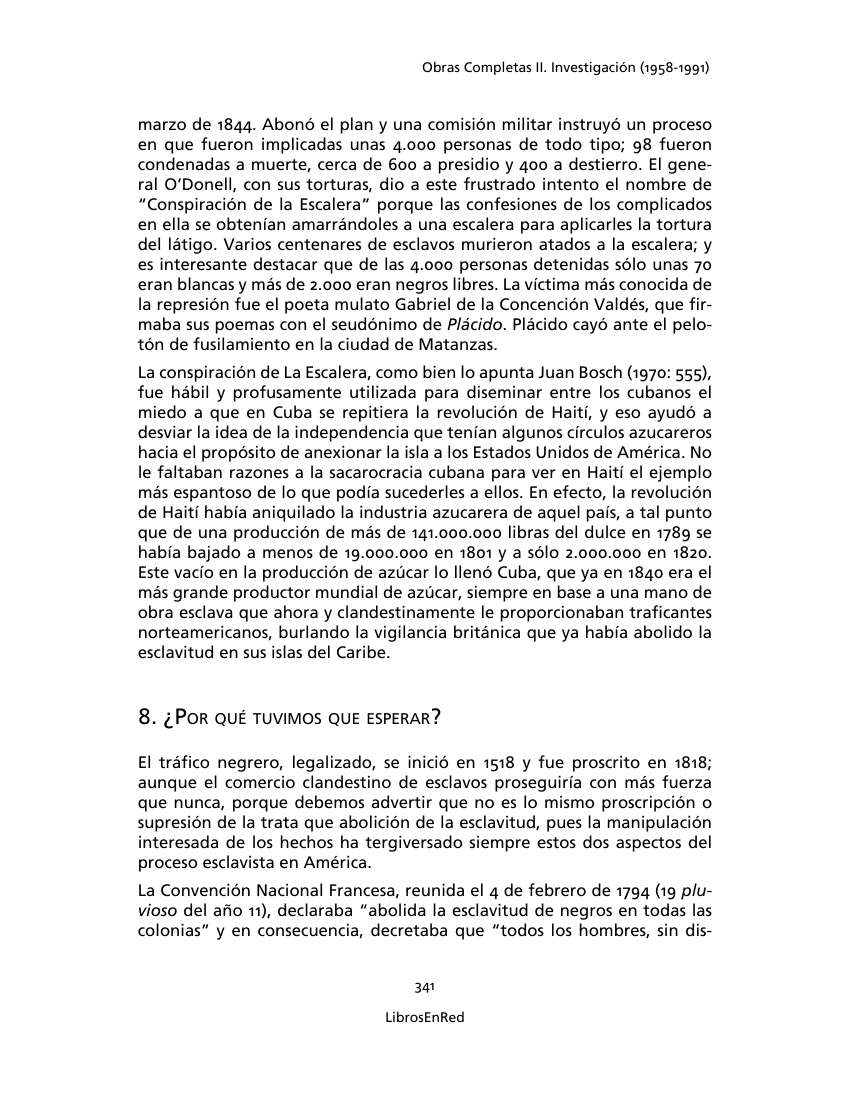 Obras Completas II. Investigación (1958-1991)
marzo de 1844. Abonó el plan y una comisión militar instruyó un proceso
en que fueron implicadas unas 4.000 personas de todo tipo; 98 fueron
condenadas a muerte, cerca de 600 a presidio y 400 a destierro. El gene-
ral O’Donell, con sus torturas, dio a este frustrado intento el nombre de
“Conspiración de la Escalera” porque las confesiones de los complicados
en ella se obtenían amarrándoles a una escalera para aplicarles la tortura
del látigo. Varios centenares de esclavos murieron atados a la escalera; y
es interesante destacar que de las 4.000 personas detenidas sólo unas 70
eran blancas y más de 2.000 eran negros libres. La víctima más conocida de
la represión fue el poeta mulato Gabriel de la Concención Valdés, que fir-
maba sus poemas con el seudónimo de Plácido. Plácido cayó ante el pelo-
tón de fusilamiento en la ciudad de Matanzas.
La conspiración de La Escalera, como bien lo apunta Juan Bosch (1970: 555),
fue hábil y profusamente utilizada para diseminar entre los cubanos el
miedo a que en Cuba se repitiera la revolución de Haití, y eso ayudó a
desviar la idea de la independencia que tenían algunos círculos azucareros
hacia el propósito de anexionar la isla a los Estados Unidos de América. No
le faltaban razones a la sacarocracia cubana para ver en Haití el ejemplo
más espantoso de lo que podía sucederles a ellos. En efecto, la revolución
de Haití había aniquilado la industria azucarera de aquel país, a tal punto
que de una producción de más de 141.000.000 libras del dulce en 1789 se
había bajado a menos de 19.000.000 en 1801 y a sólo 2.000.000 en 1820.
Este vacío en la producción de azúcar lo llenó Cuba, que ya en 1840 era el
más grande productor mundial de azúcar, siempre en base a una mano de
obra esclava que ahora y clandestinamente le proporcionaban traficantes
norteamericanos, burlando la vigilancia británica que ya había abolido la
esclavitud en sus islas del Caribe.
8. ¿Por qué tuvimos que esperar?
El tráfico negrero, legalizado, se inició en 1518 y fue proscrito en 1818;
aunque el comercio clandestino de esclavos proseguiría con más fuerza
que nunca, porque debemos advertir que no es lo mismo proscripción o
supresión de la trata que abolición de la esclavitud, pues la manipulación
interesada de los hechos ha tergiversado siempre estos dos aspectos del
proceso esclavista en América.
La Convención Nacional Francesa, reunida el 4 de febrero de 1794 (19 plu-
vioso del año 11), declaraba “abolida la esclavitud de negros en todas las
colonias” y en consecuencia, decretaba que “todos los hombres, sin dis-
341
LibrosEnRed